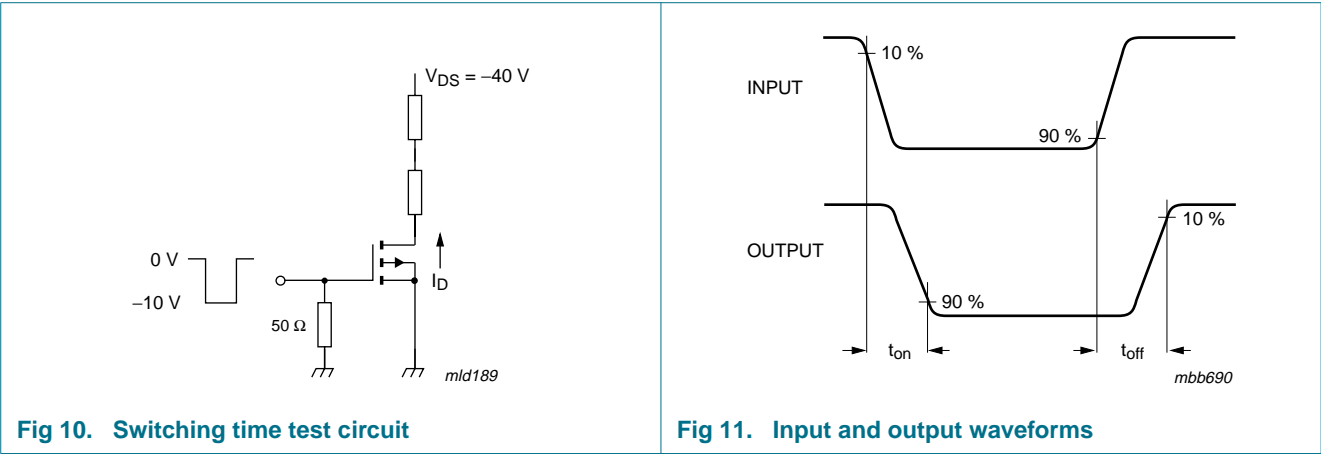 V_DS = −40 V
0 V
−10 V
I_D
50 Ω
mld189
Fig 10. Switching time test circuit
10 %
INPUT
90 %
10 %
OUTPUT
90 %
t_on
t_off
mbb690
Fig 11. Input and output waveforms